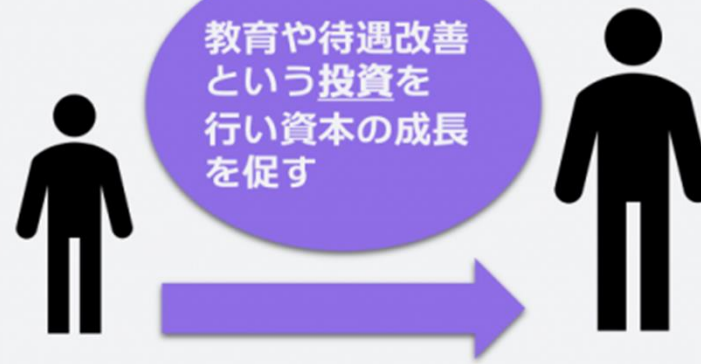 教育や待遇改善
という投資を
行い資本の成長
を促す